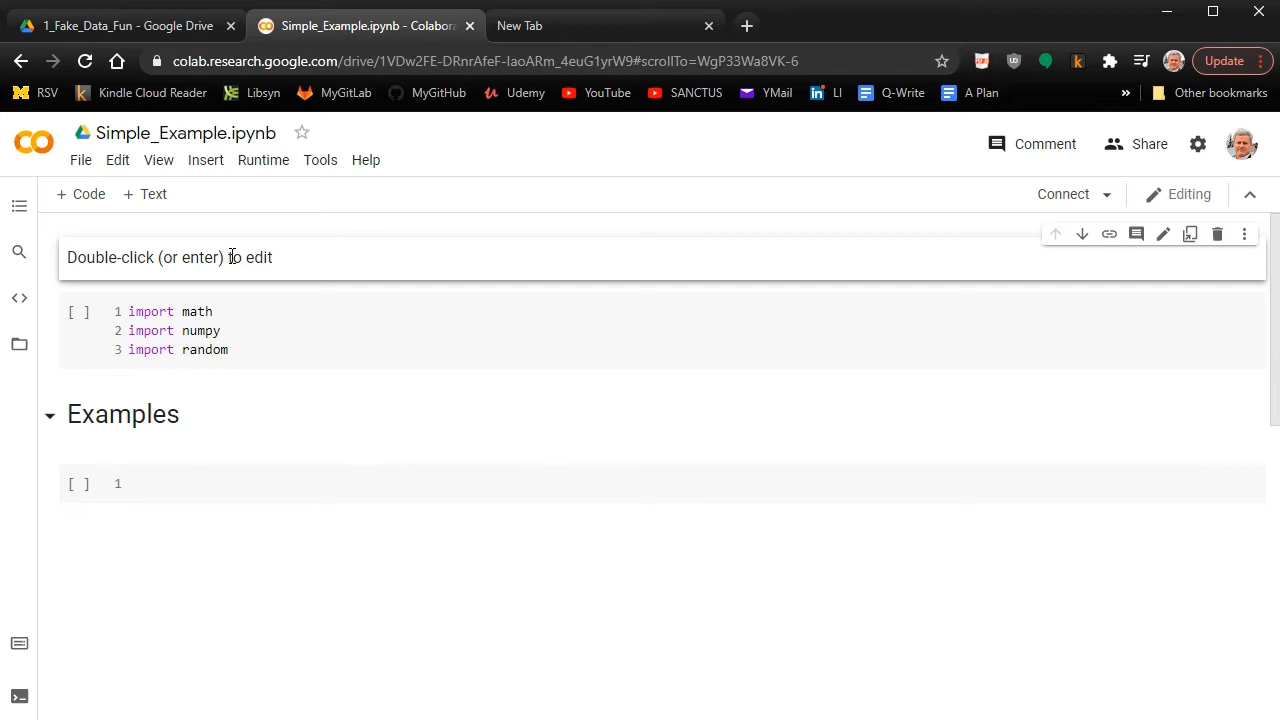 1_Fake_Data_Fun - Google Drive
Simple_Example.ipynb - Colabora
New Tab
colab.research.google.com/drive/1VDw2FE-DRnrAfeF-IaoARm_4euG1yrW9#scrollTo=WgP33Wa8VK-6
Update
RSV
Kindle Cloud Reader
Libsyn
MyGitLab
MyGitHub
Udemy
YouTube
SANCTUS
YMail
LI
Q-Write
A Plan
»
Other bookmarks
Simple_Example.ipynb
Comment
Share
File Edit View Insert Runtime Tools Help
+ Code + Text
Connect
Editing
Double-click (or enter) to edit
[ ] 1 import math
2 import numpy
3 import random
Examples
[ ] 1